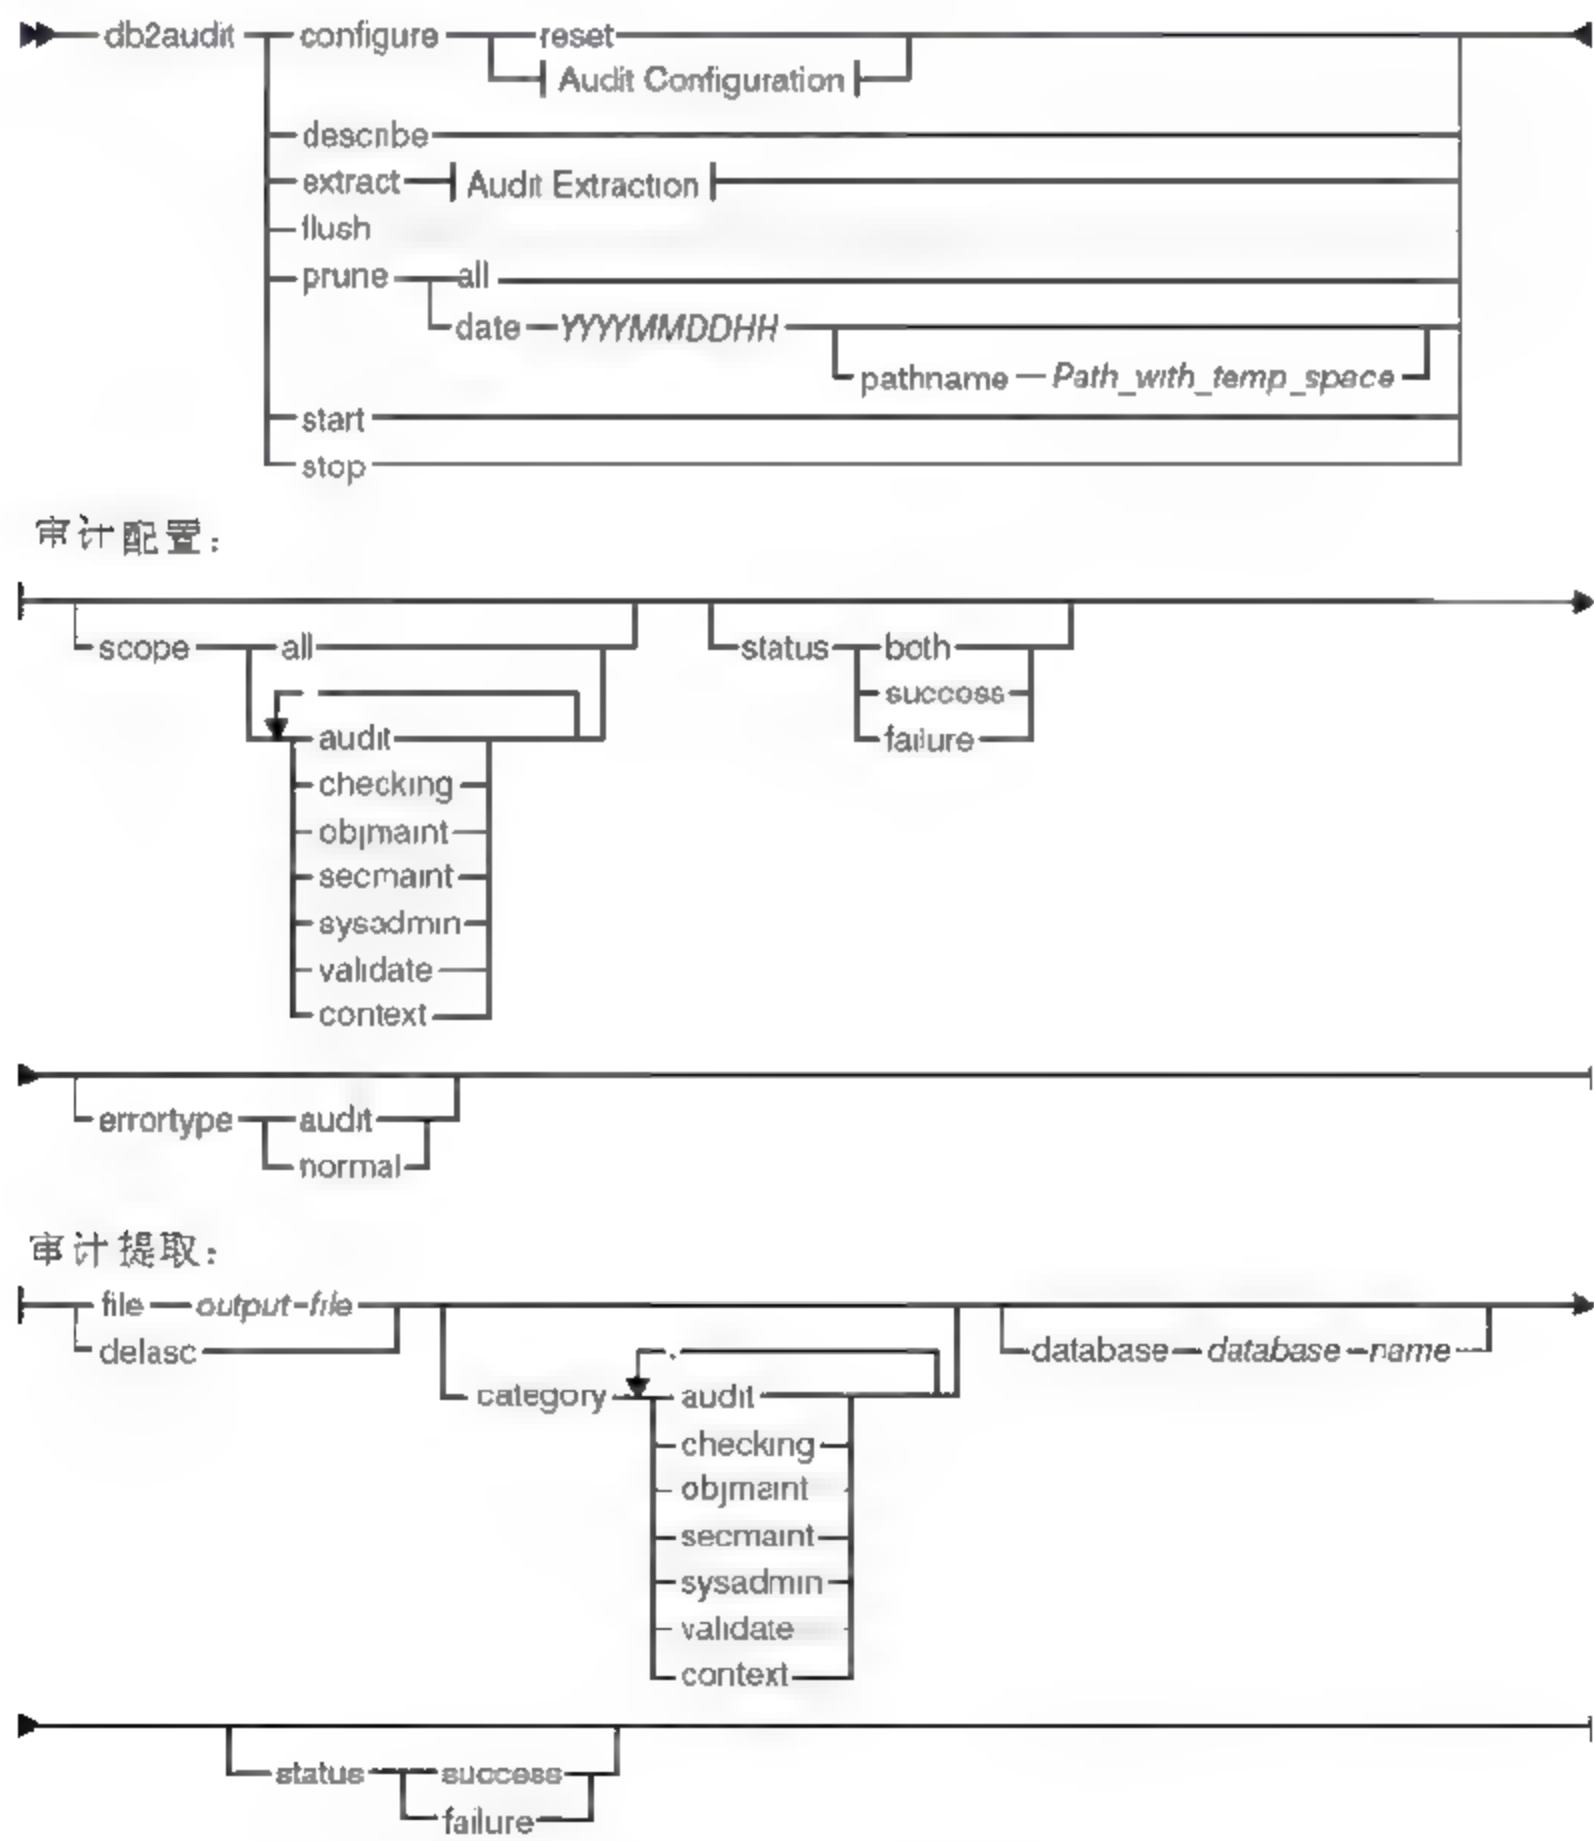 db2audit configure reset
Audit Configuration
describe
extract Audit Extraction
flush
prune all
date YYYYMMDDHH
pathname Path_with_temp_space
start
stop
审计配置:
scope all status both
success
audit failure
checking
objmaint
secmaint
sysadmin
validate
context
errortype audit
normal
审计提取:
file output-file
delasc database database-name
category audit
checking
objmaint
secmaint
sysadmin
validate
context
status success
failure